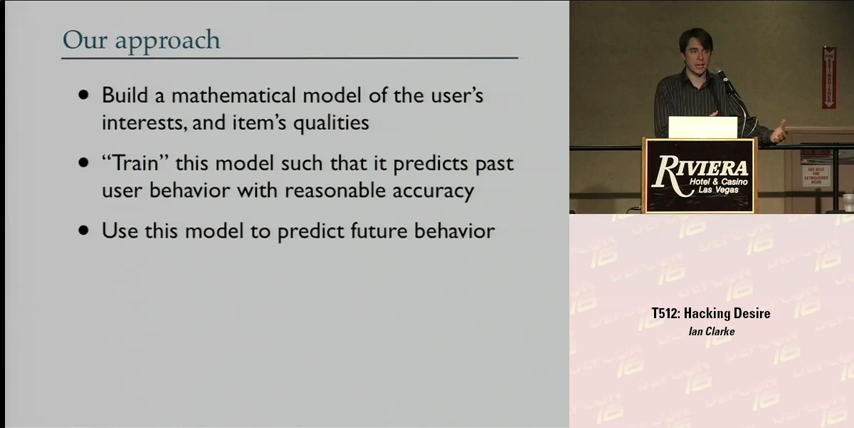 Our approach
● Build a mathematical model of the user's
interests, and item's qualities
● “Train” this model such that it predicts past
user behavior with reasonable accuracy
● Use this model to predict future behavior
RIVIERA
Hotel & Casino
Las Vegas
T512: Hacking Desire
Ian Clarke